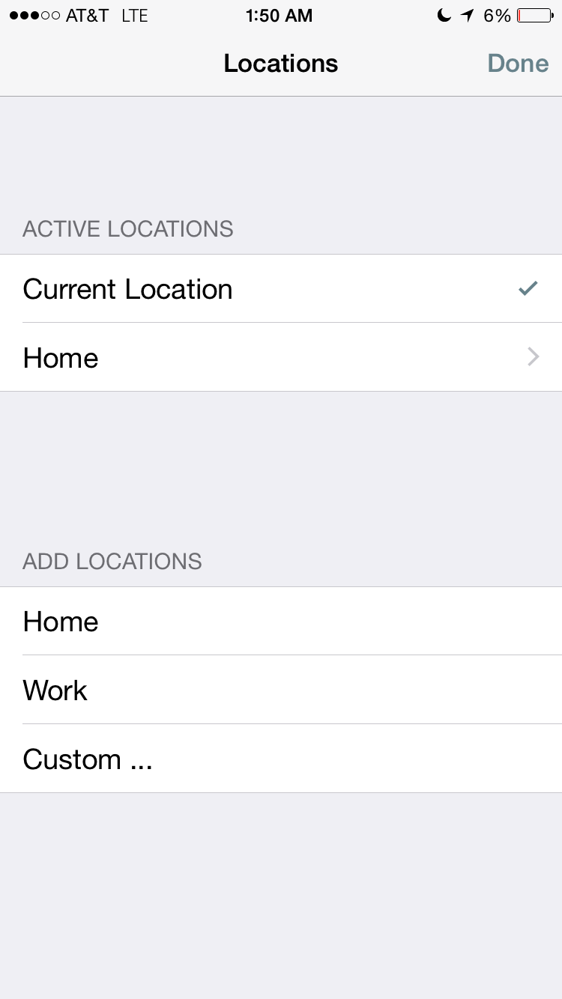 AT&T LTE 1:50 AM 6%
Locations Done
ACTIVE LOCATIONS
Current Location
Home
ADD LOCATIONS
Home
Work
Custom ...